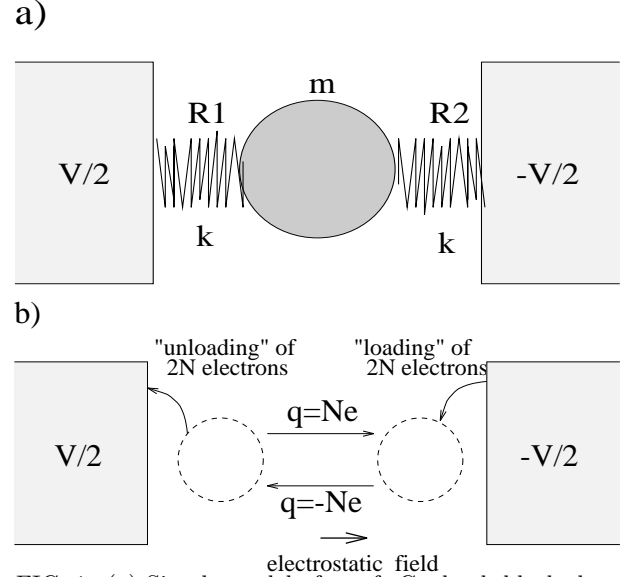 a)
m
R1
R2
V/2
-V/2
k
k
b)
"unloading" of
2N electrons
"loading" of
2N electrons
q=Ne
V/2
-V/2
q=-Ne
electrostatic field